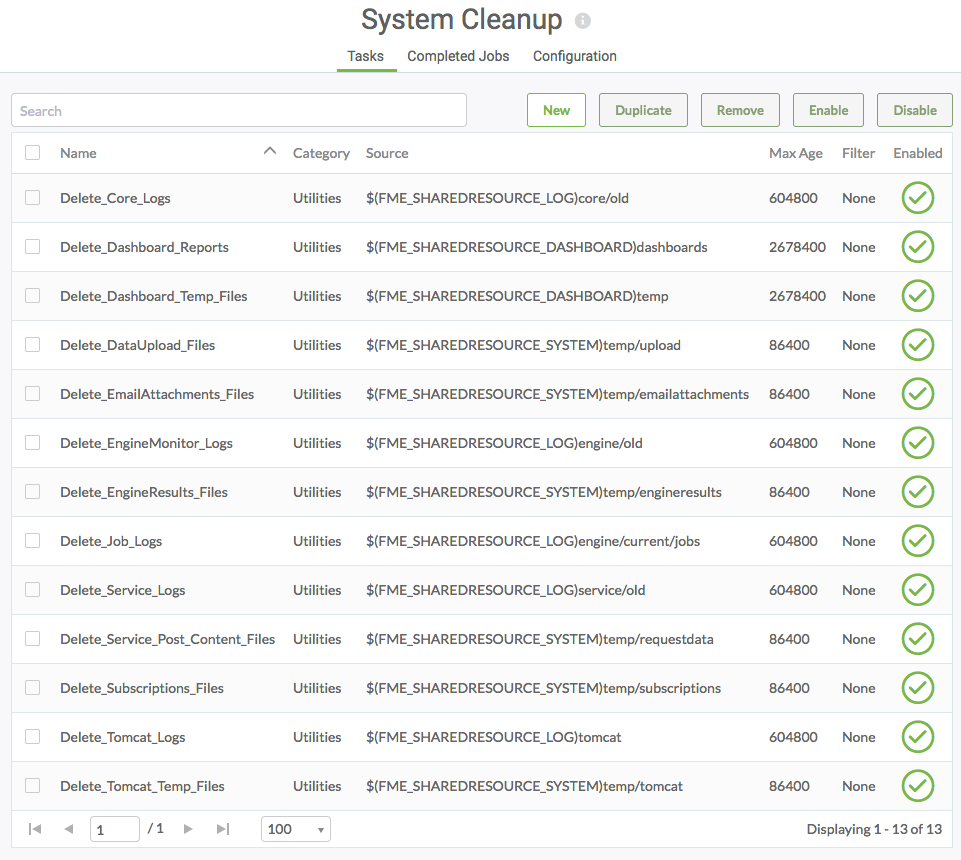 System Cleanup
Tasks Completed Jobs Configuration
Search New Duplicate Remove Enable Disable
Name Category Source Max Age Filter Enabled
Delete_Core_Logs Utilities $(FME_SHAREDRESOURCE_LOG)core/old 604800 None
Delete_Dashboard_Reports Utilities $(FME_SHAREDRESOURCE_DASHBOARD)dashboards 2678400 None
Delete_Dashboard_Temp_Files Utilities $(FME_SHAREDRESOURCE_DASHBOARD)temp 2678400 None
Delete_DataUpload_Files Utilities $(FME_SHAREDRESOURCE_SYSTEM)temp/upload 86400 None
Delete_EmailAttachments_Files Utilities $(FME_SHAREDRESOURCE_SYSTEM)temp/emailattachments 86400 None
Delete_EngineMonitor_Logs Utilities $(FME_SHAREDRESOURCE_LOG)engine/old 604800 None
Delete_EngineResults_Files Utilities $(FME_SHAREDRESOURCE_SYSTEM)temp/engineresults 86400 None
Delete_Job_Logs Utilities $(FME_SHAREDRESOURCE_LOG)engine/current/jobs 604800 None
Delete_Service_Logs Utilities $(FME_SHAREDRESOURCE_LOG)service/old 604800 None
Delete_Service_Post_Content_Files Utilities $(FME_SHAREDRESOURCE_SYSTEM)temp/requestdata 86400 None
Delete_Subscriptions_Files Utilities $(FME_SHAREDRESOURCE_SYSTEM)temp/subscriptions 86400 None
Delete_Tomcat_Logs Utilities $(FME_SHAREDRESOURCE_LOG)tomcat 604800 None
Delete_Tomcat_Temp_Files Utilities $(FME_SHAREDRESOURCE_SYSTEM)temp/tomcat 86400 None
1 / 1 100 Displaying 1 - 13 of 13